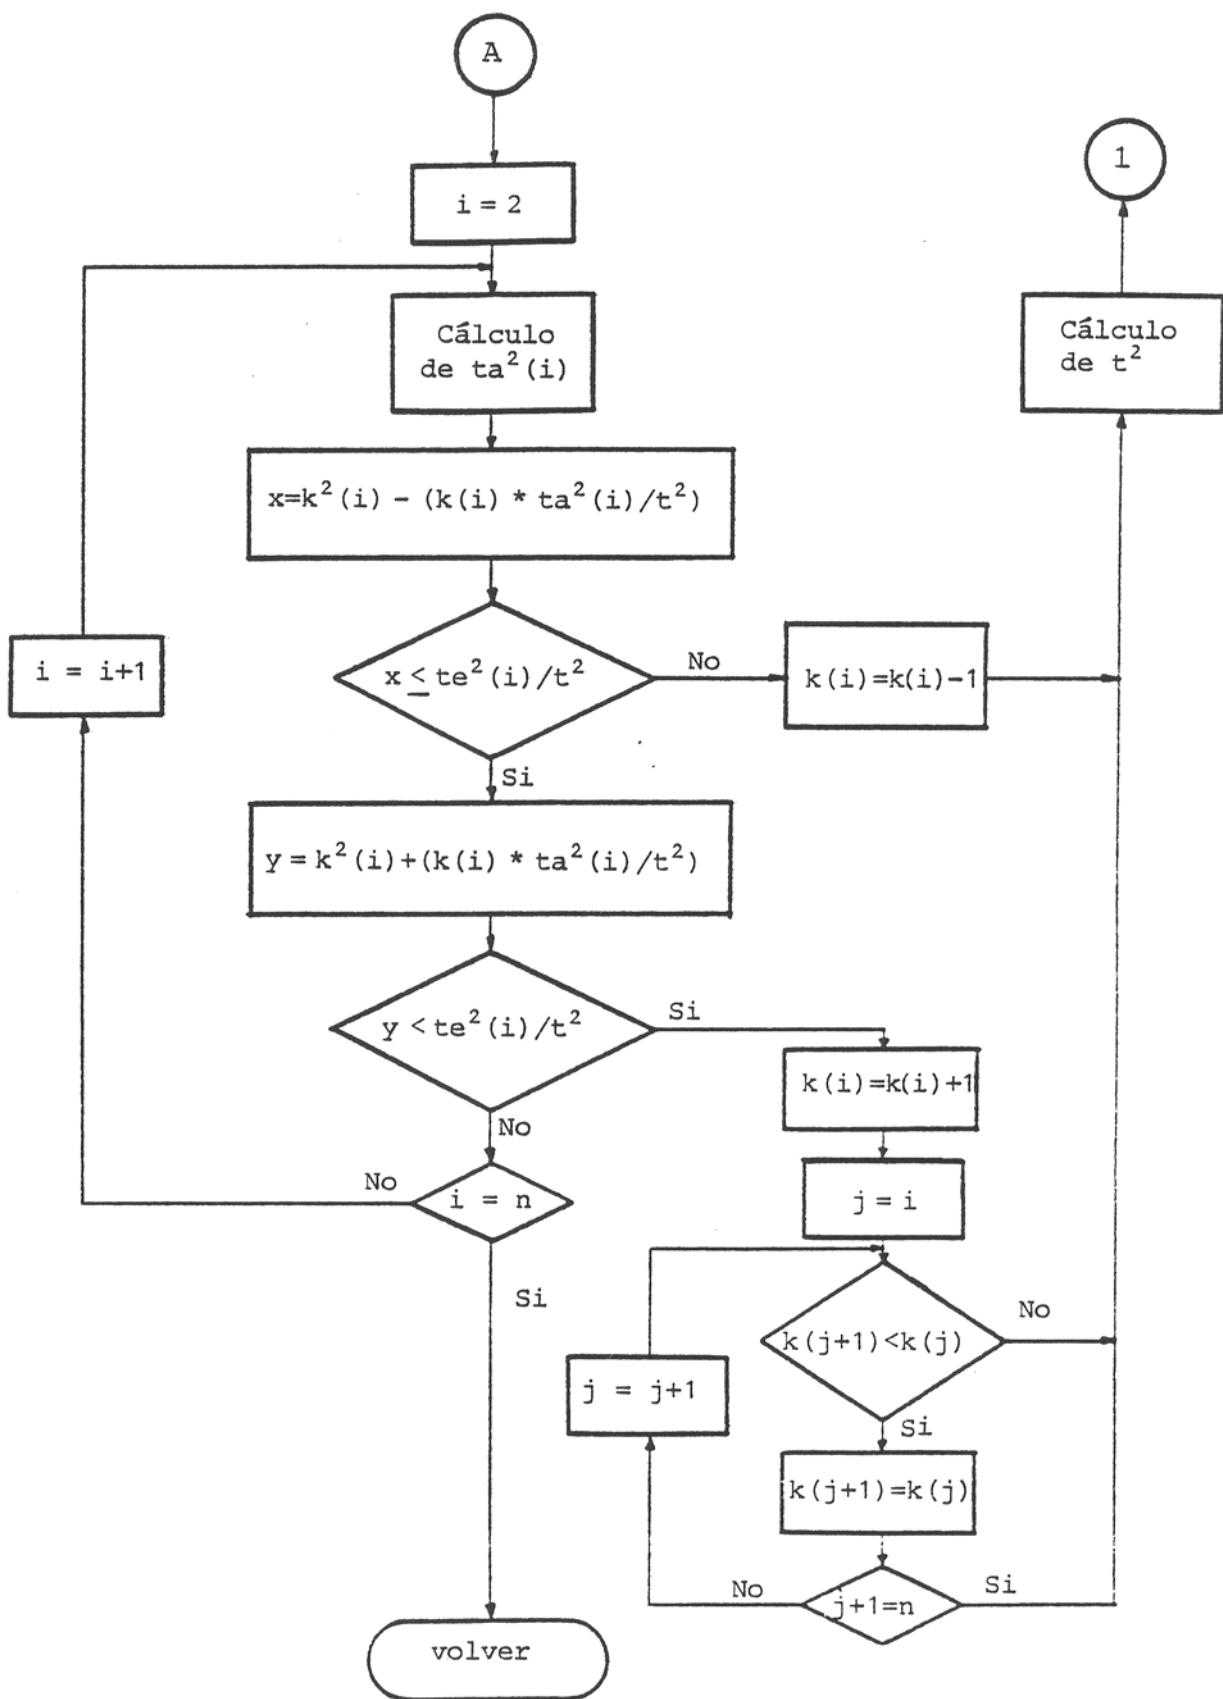 A
1
i = 2
Cálculo
de ta²(i)
Cálculo
de t²
x=k²(i) - (k(i) * ta²(i)/t²)
i = i+1
x ≤ te²(i)/t²
No
k(i)=k(i)-1
Si
y = k²(i)+(k(i) * ta²(i)/t²)
y < te²(i)/t²
Si
k(i)=k(i)+1
No
i = n
No
j = i
Si
k(j+1)<k(j)
No
j = j+1
Si
k(j+1)=k(j)
No
j+1=n
Si
volver